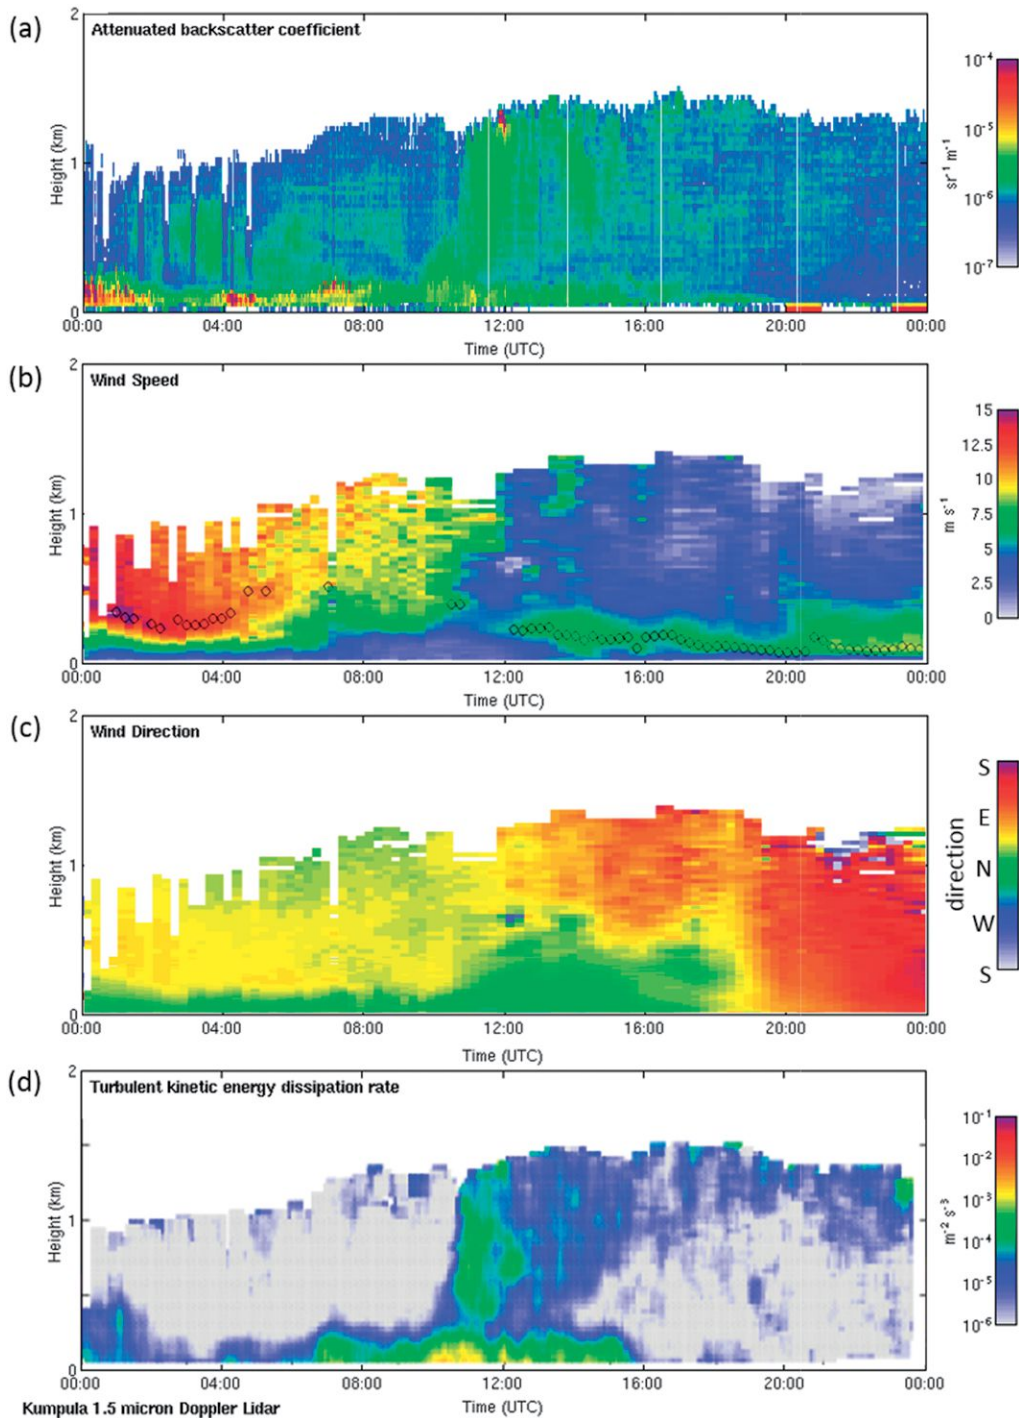 (a)
Attenuated backscatter coefficient
2
1
0
Height (km)
00:00 04:00 08:00 12:00 16:00 20:00 00:00
Time (UTC)
10⁻⁴
10⁻⁵
10⁻⁶
10⁻⁷
sr⁻¹ m⁻¹
(b)
Wind Speed
2
1
0
Height (km)
00:00 04:00 08:00 12:00 16:00 20:00 00:00
Time (UTC)
15
12.5
10
7.5
5
2.5
0
m s⁻¹
(c)
Wind Direction
2
1
0
Height (km)
00:00 04:00 08:00 12:00 16:00 20:00 00:00
Time (UTC)
S
E
N
W
S
direction
(d)
Turbulent kinetic energy dissipation rate
2
1
0
Height (km)
00:00 04:00 08:00 12:00 16:00 20:00 00:00
Time (UTC)
10⁻¹
10⁻²
10⁻³
10⁻⁴
10⁻⁵
10⁻⁶
m⁻² s⁻³
Kumpula 1.5 micron Doppler Lidar